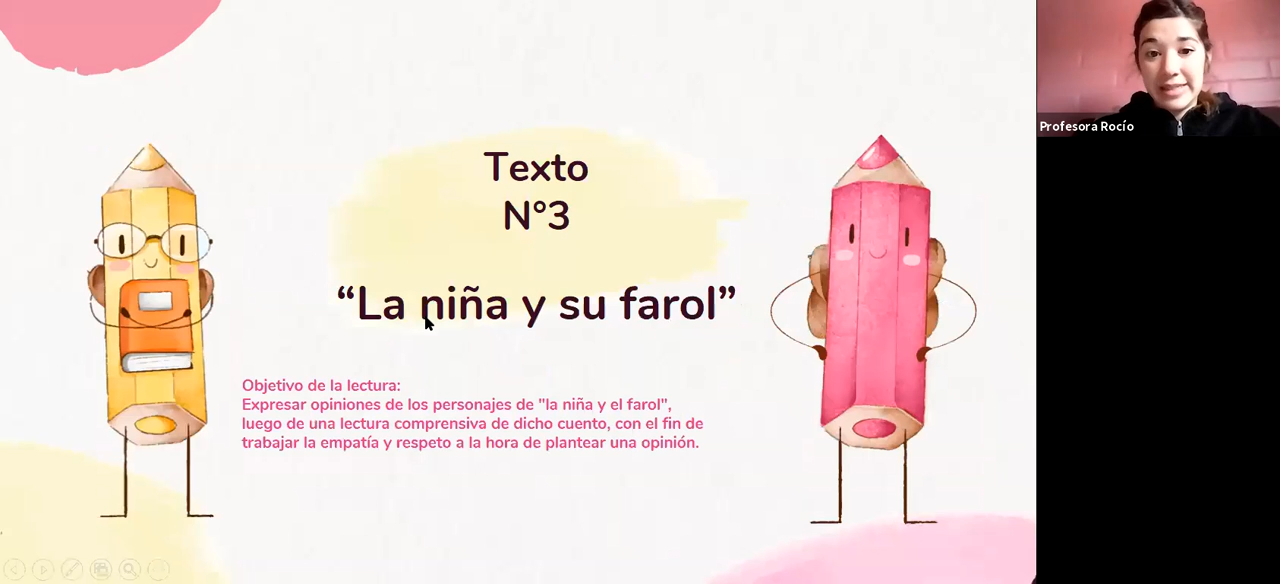 Texto
N°3
“La niña y su farol”
Objetivo de la lectura:
Expresar opiniones de los personajes de "la niña y el farol",
luego de una lectura comprensiva de dicho cuento, con el fin de
trabajar la empatía y respeto a la hora de plantear una opinión.
Profesora Rocío